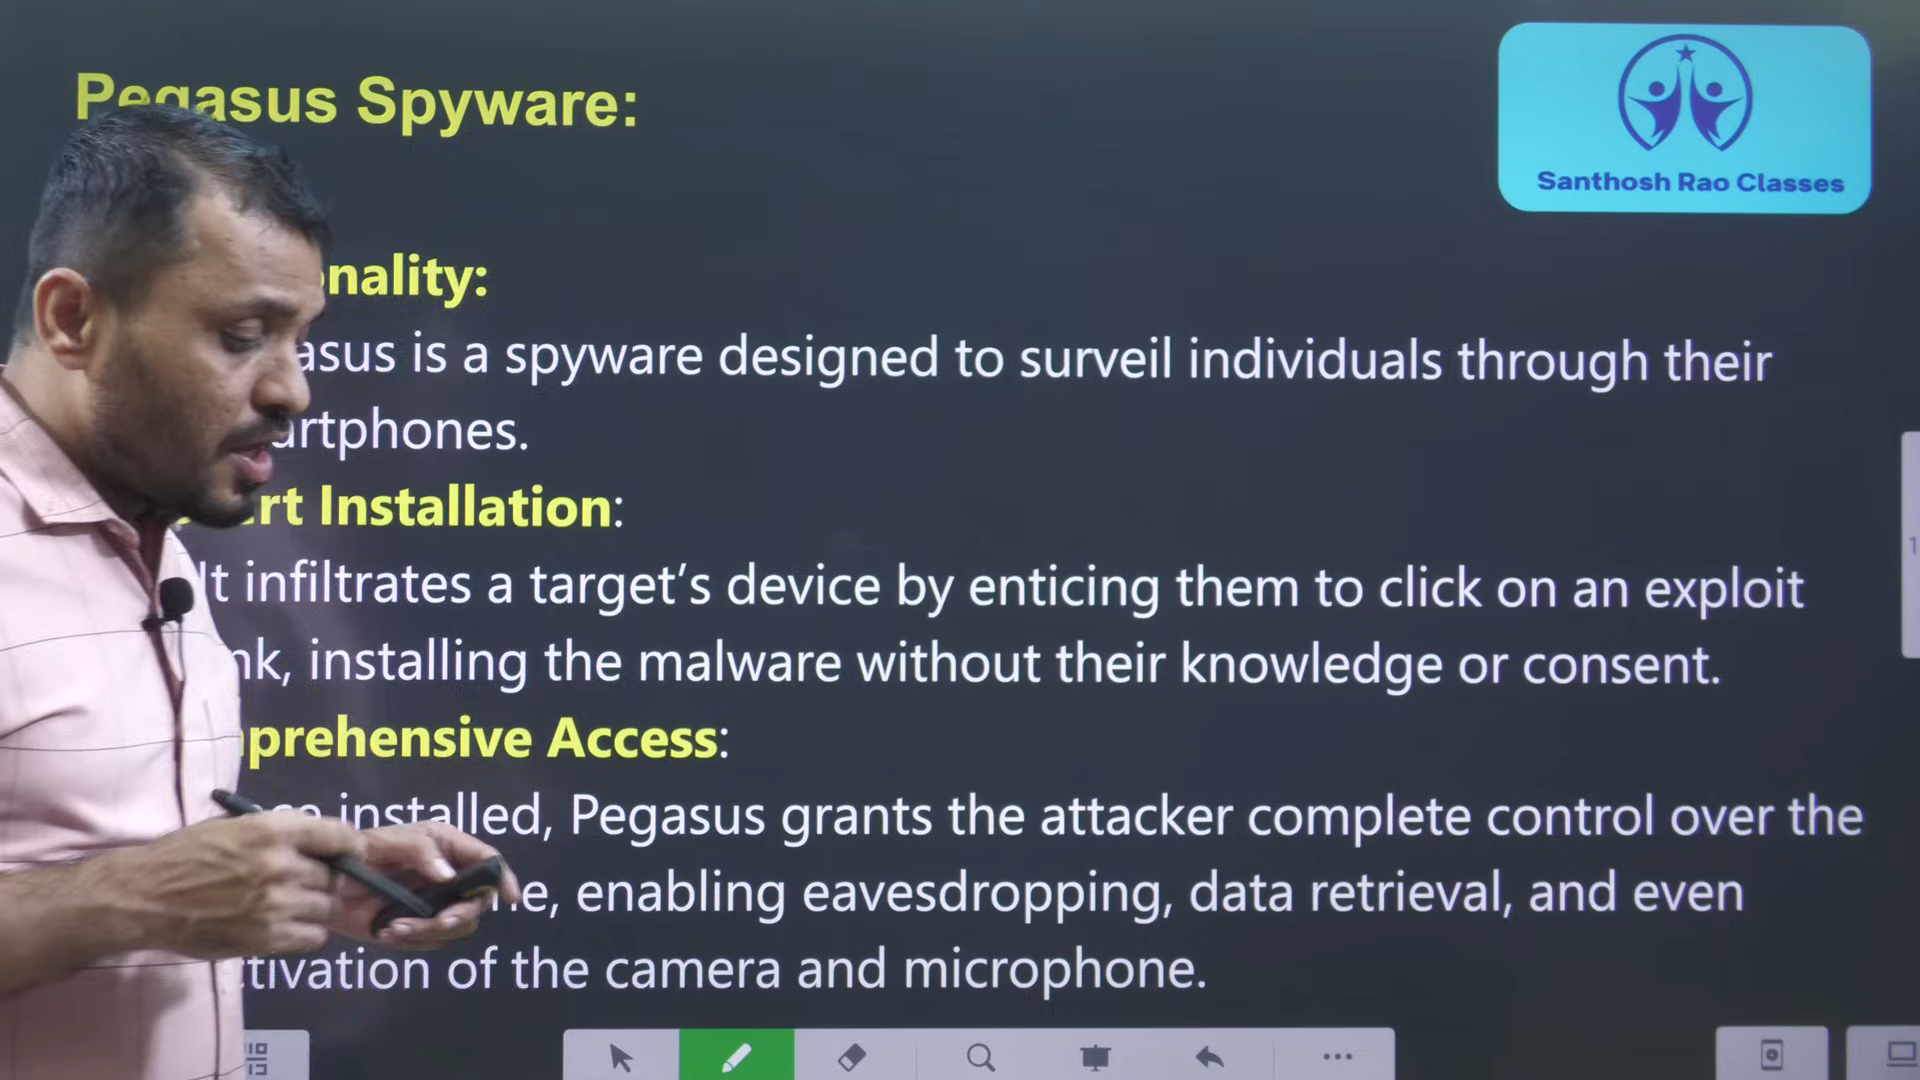 Pegasus Spyware:
Santhosh Rao Classes
nality:
asus is a spyware designed to surveil individuals through their
artphones.
rt Installation:
It infiltrates a target's device by enticing them to click on an exploit
nk, installing the malware without their knowledge or consent.
prehensive Access:
installed, Pegasus grants the attacker complete control over the
e, enabling eavesdropping, data retrieval, and even
ctivation of the camera and microphone.